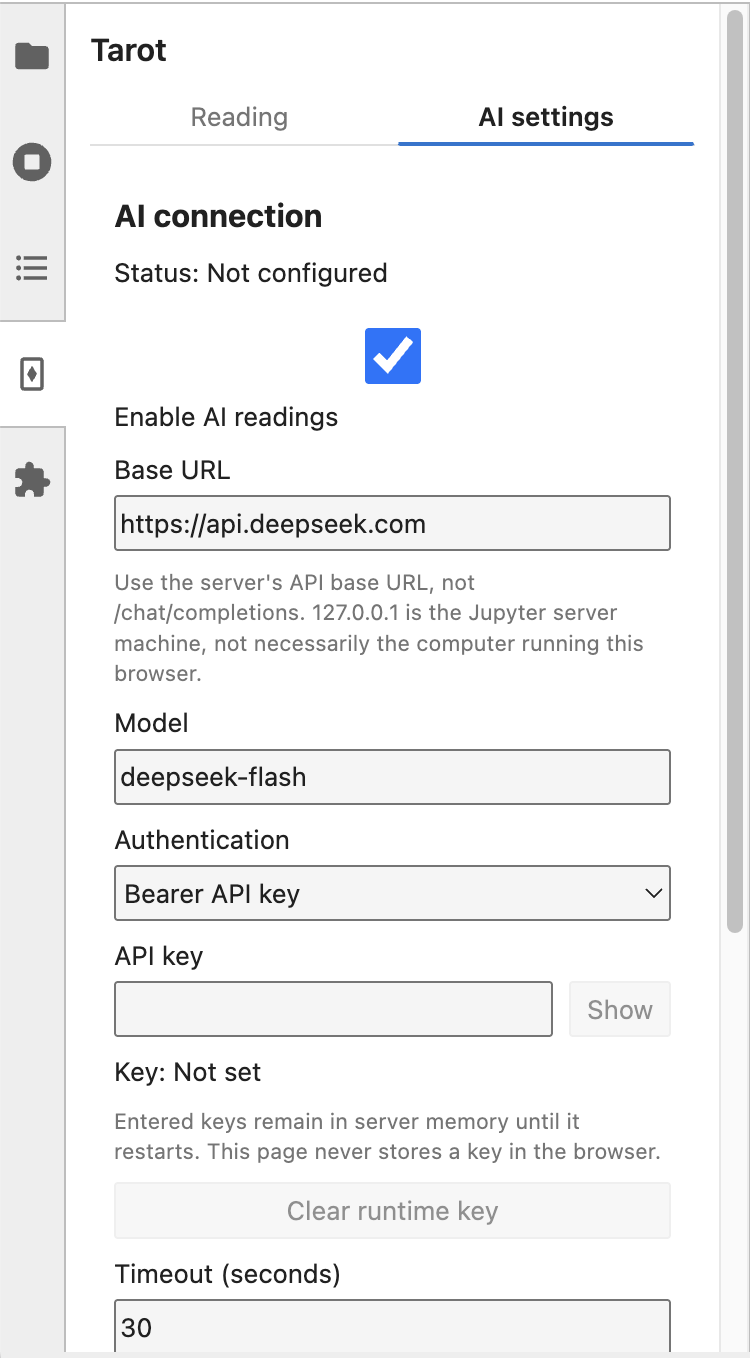 Tarot
Reading
AI settings
AI connection
Status: Not configured
Enable AI readings
Base URL
https://api.deepseek.com
Use the server's API base URL, not
/chat/completions. 127.0.0.1 is the Jupyter server
machine, not necessarily the computer running this
browser.
Model
deepseek-flash
Authentication
Bearer API key
API key
Show
Key: Not set
Entered keys remain in server memory until it
restarts. This page never stores a key in the browser.
Clear runtime key
Timeout (seconds)
30